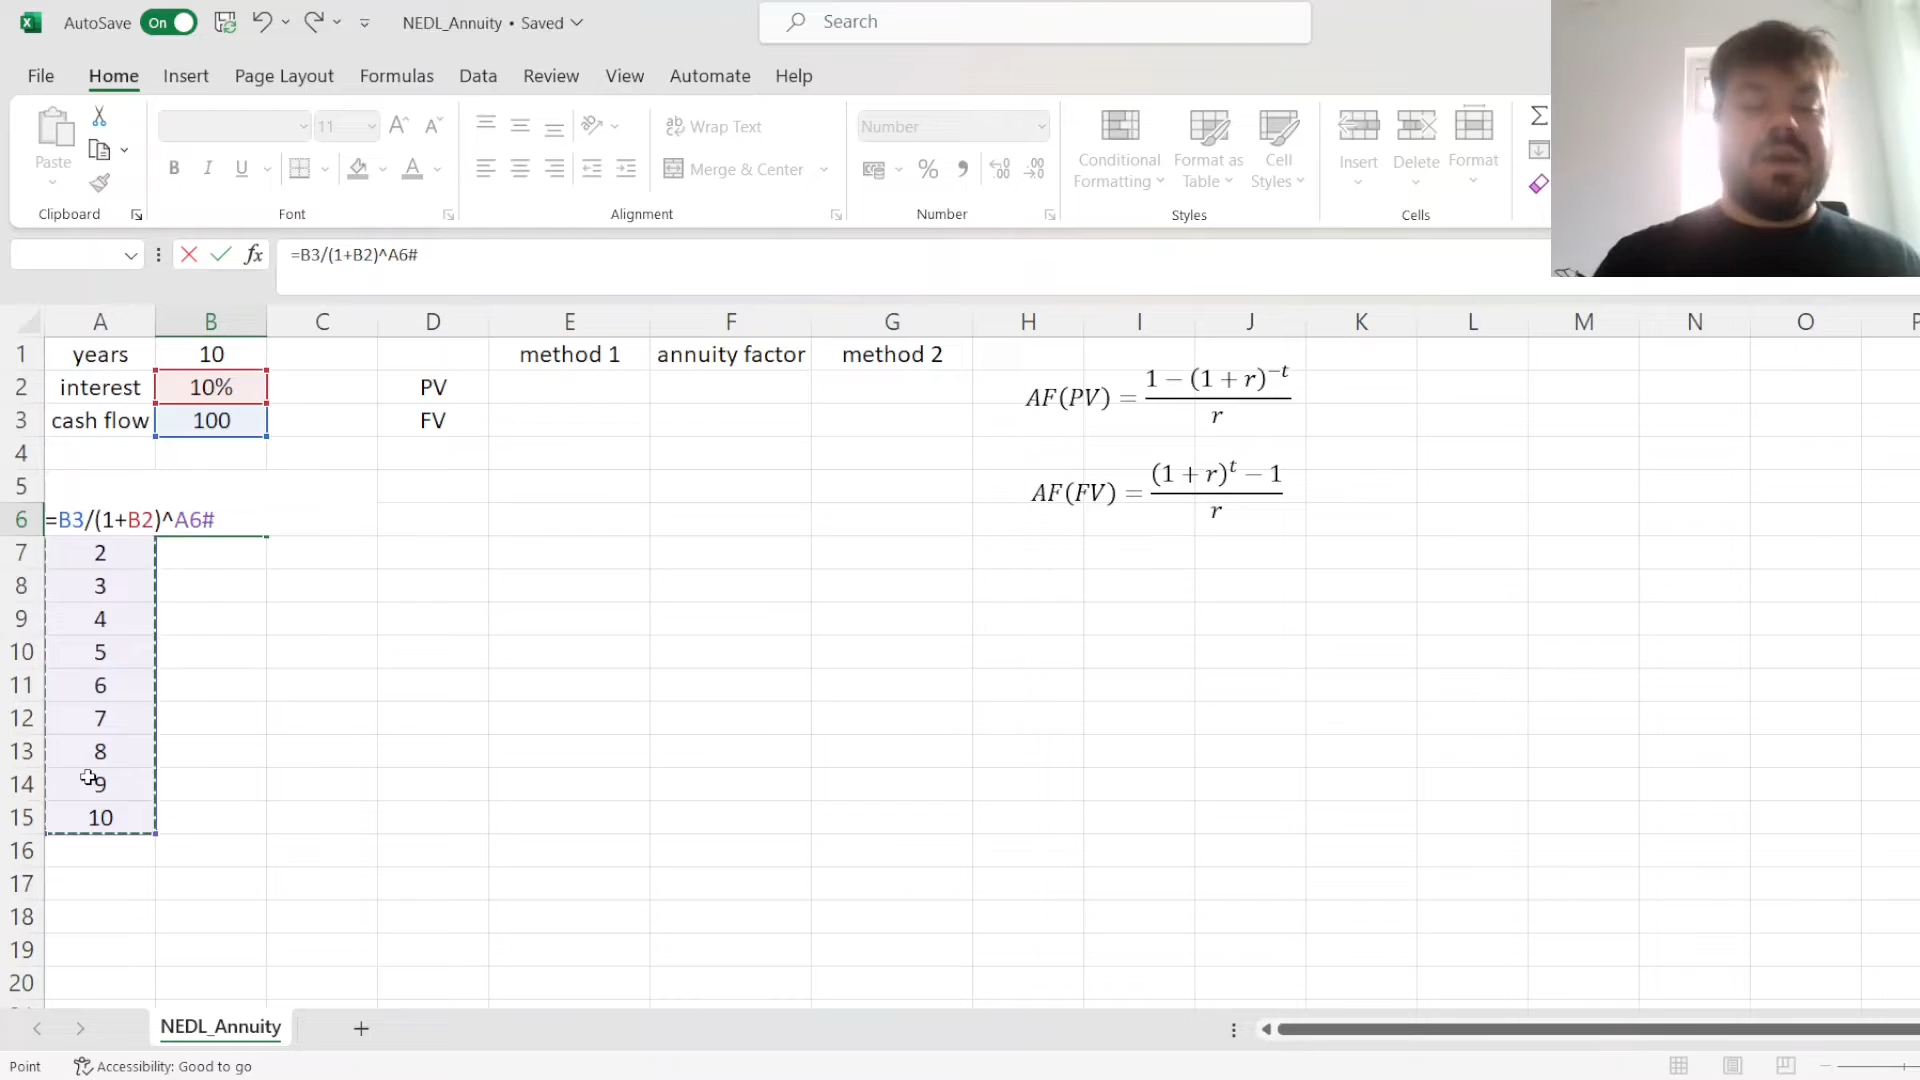 AutoSave On NEDL_Annuity • Saved Search
File Home Insert Page Layout Formulas Data Review View Automate Help
Paste 11 Wrap Text Number
B I U Merge & Center % Conditional Formatting Format as Table Cell Styles Insert Delete Format
Clipboard Font Alignment Number Styles Cells
fx =B3/(1+B2)^A6#
A B C D E F G H I J K L M N O P
1 years 10 method 1 annuity factor method 2
2 interest 10% PV
3 cash flow 100 FV
AF(PV) = 1 − (1 + r)^−t / r
4
5
AF(FV) = (1 + r)^t − 1 / r
6 =B3/(1+B2)^A6#
7 2
8 3
9 4
10 5
11 6
12 7
13 8
14 9
15 10
16
17
18
19
20
NEDL_Annuity
Point Accessibility: Good to go